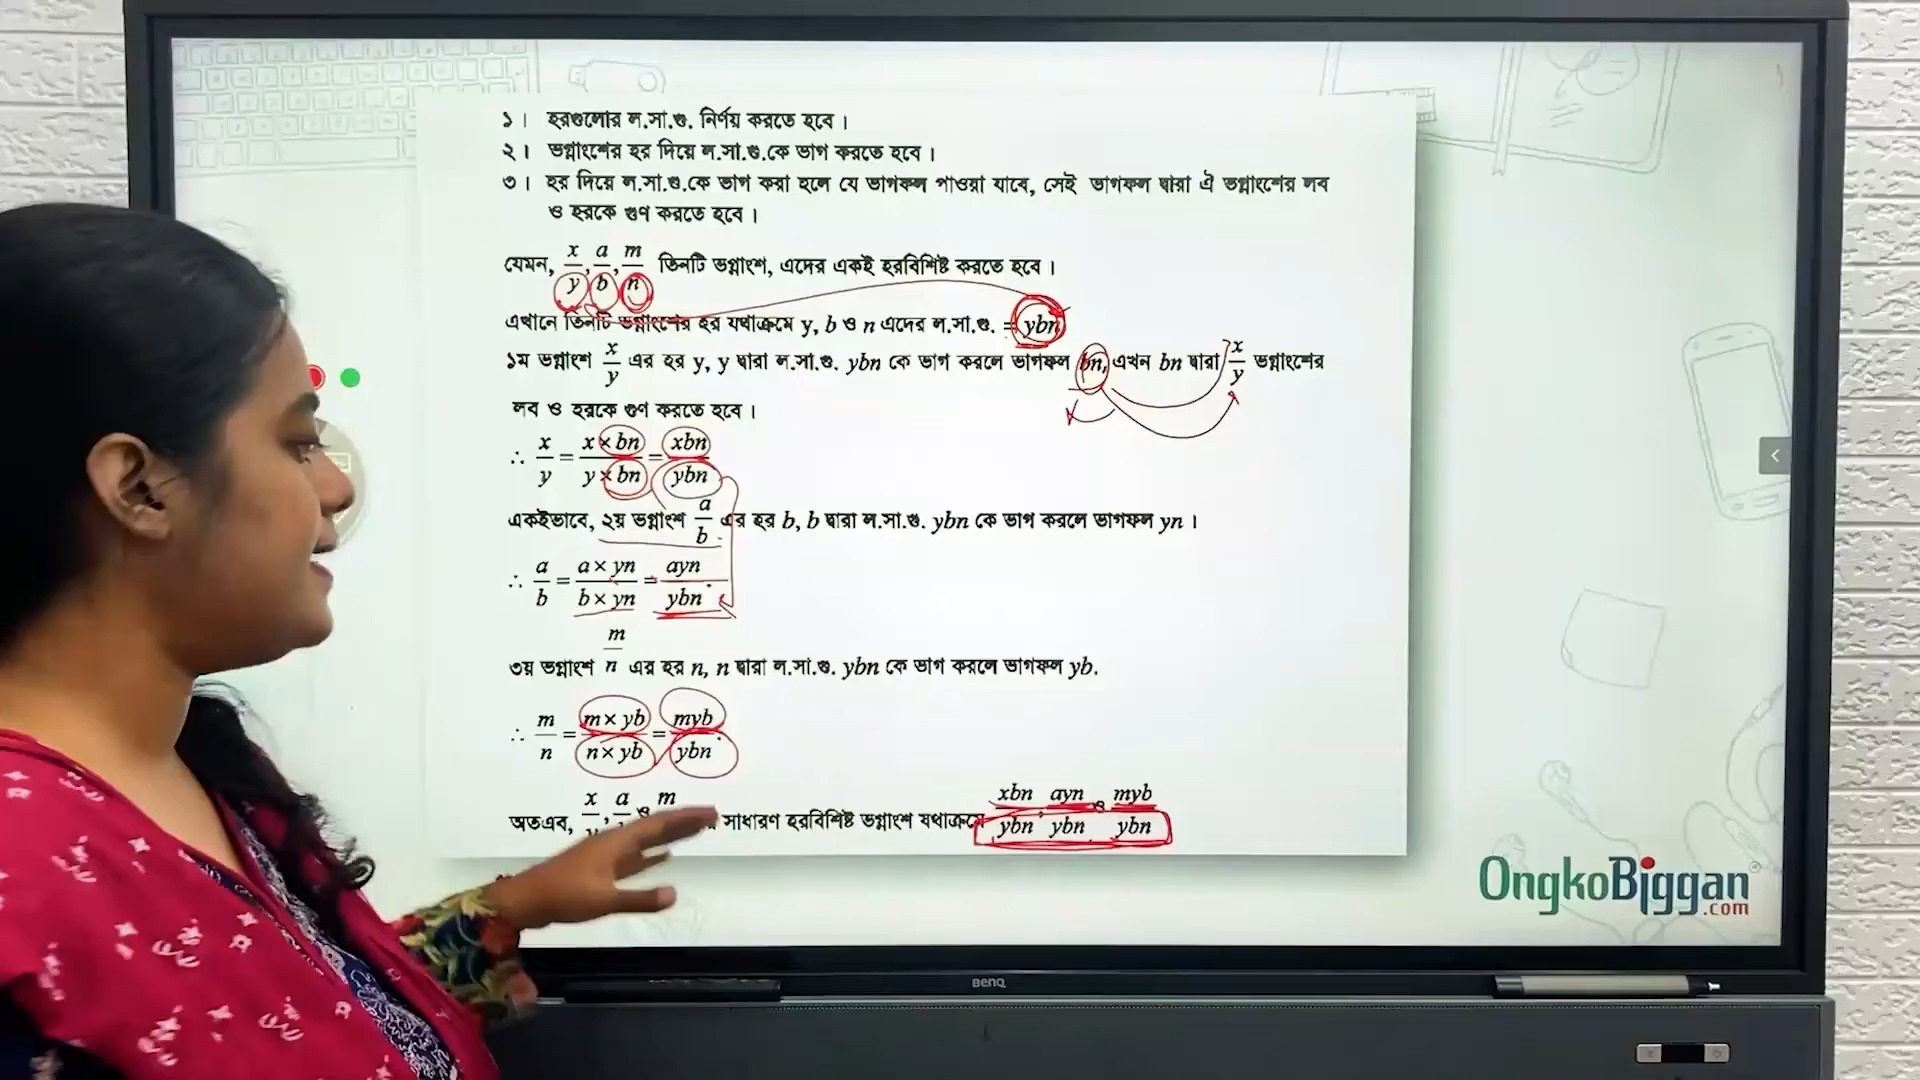 ১। হরগুলোর ল.সা.গু. নির্ণয় করতে হবে।
২। ভগ্নাংশের হর দিয়ে ল.সা.গু.কে ভাগ করতে হবে।
৩। হর দিয়ে ল.সা.গু.কে ভাগ করা হলে যে ভাগফল পাওয়া যাবে, সেই ভাগফল দ্বারা ঐ ভগ্নাংশের লব
ও হরকে গুণ করতে হবে।
যেমন, x/y, a/b, m/n তিনটি ভগ্নাংশ, এদের একই হরবিশিষ্ট করতে হবে।
এখানে তিনটি ভগ্নাংশের হর যথাক্রমে y, b ও n এদের ল.সা.গু. = ybn
১ম ভগ্নাংশ x/y এর হর y, y দ্বারা ল.সা.গু. ybn কে ভাগ করলে ভাগফল bn, এখন bn দ্বারা x/y ভগ্নাংশের
লব ও হরকে গুণ করতে হবে।
∴ x/y = x × bn / y × bn = xbn/ybn
একইভাবে, ২য় ভগ্নাংশ a/b এর হর b, b দ্বারা ল.সা.গু. ybn কে ভাগ করলে ভাগফল yn।
∴ a/b = a × yn / b × yn = ayn/ybn
৩য় ভগ্নাংশ m/n এর হর n, n দ্বারা ল.সা.গু. ybn কে ভাগ করলে ভাগফল yb.
∴ m/n = m × yb / n × yb = myb/ybn
অতএব, x/y, a ও m সাধারণ হরবিশিষ্ট ভগ্নাংশ যথাক্রমে xbn/ybn, ayn/ybn ও myb/ybn
OngkoBiggan
.com
BenQ